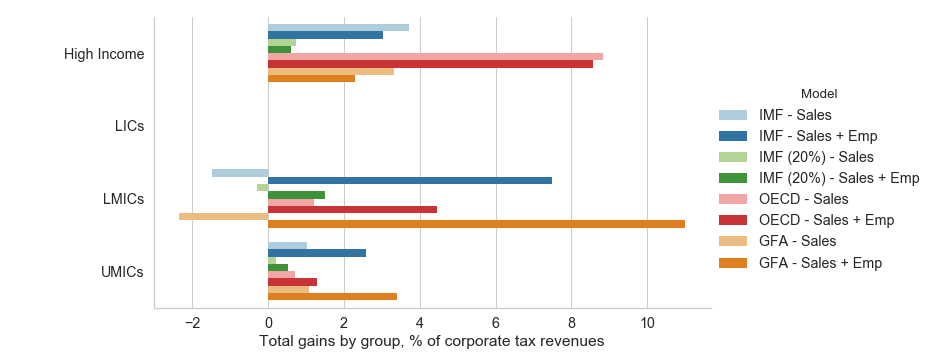 High Income
LICs
LMICs
UMICs
−2 0 2 4 6 8 10
Total gains by group, % of corporate tax revenues
Model
IMF - Sales
IMF - Sales + Emp
IMF (20%) - Sales
IMF (20%) - Sales + Emp
OECD - Sales
OECD - Sales + Emp
GFA - Sales
GFA - Sales + Emp